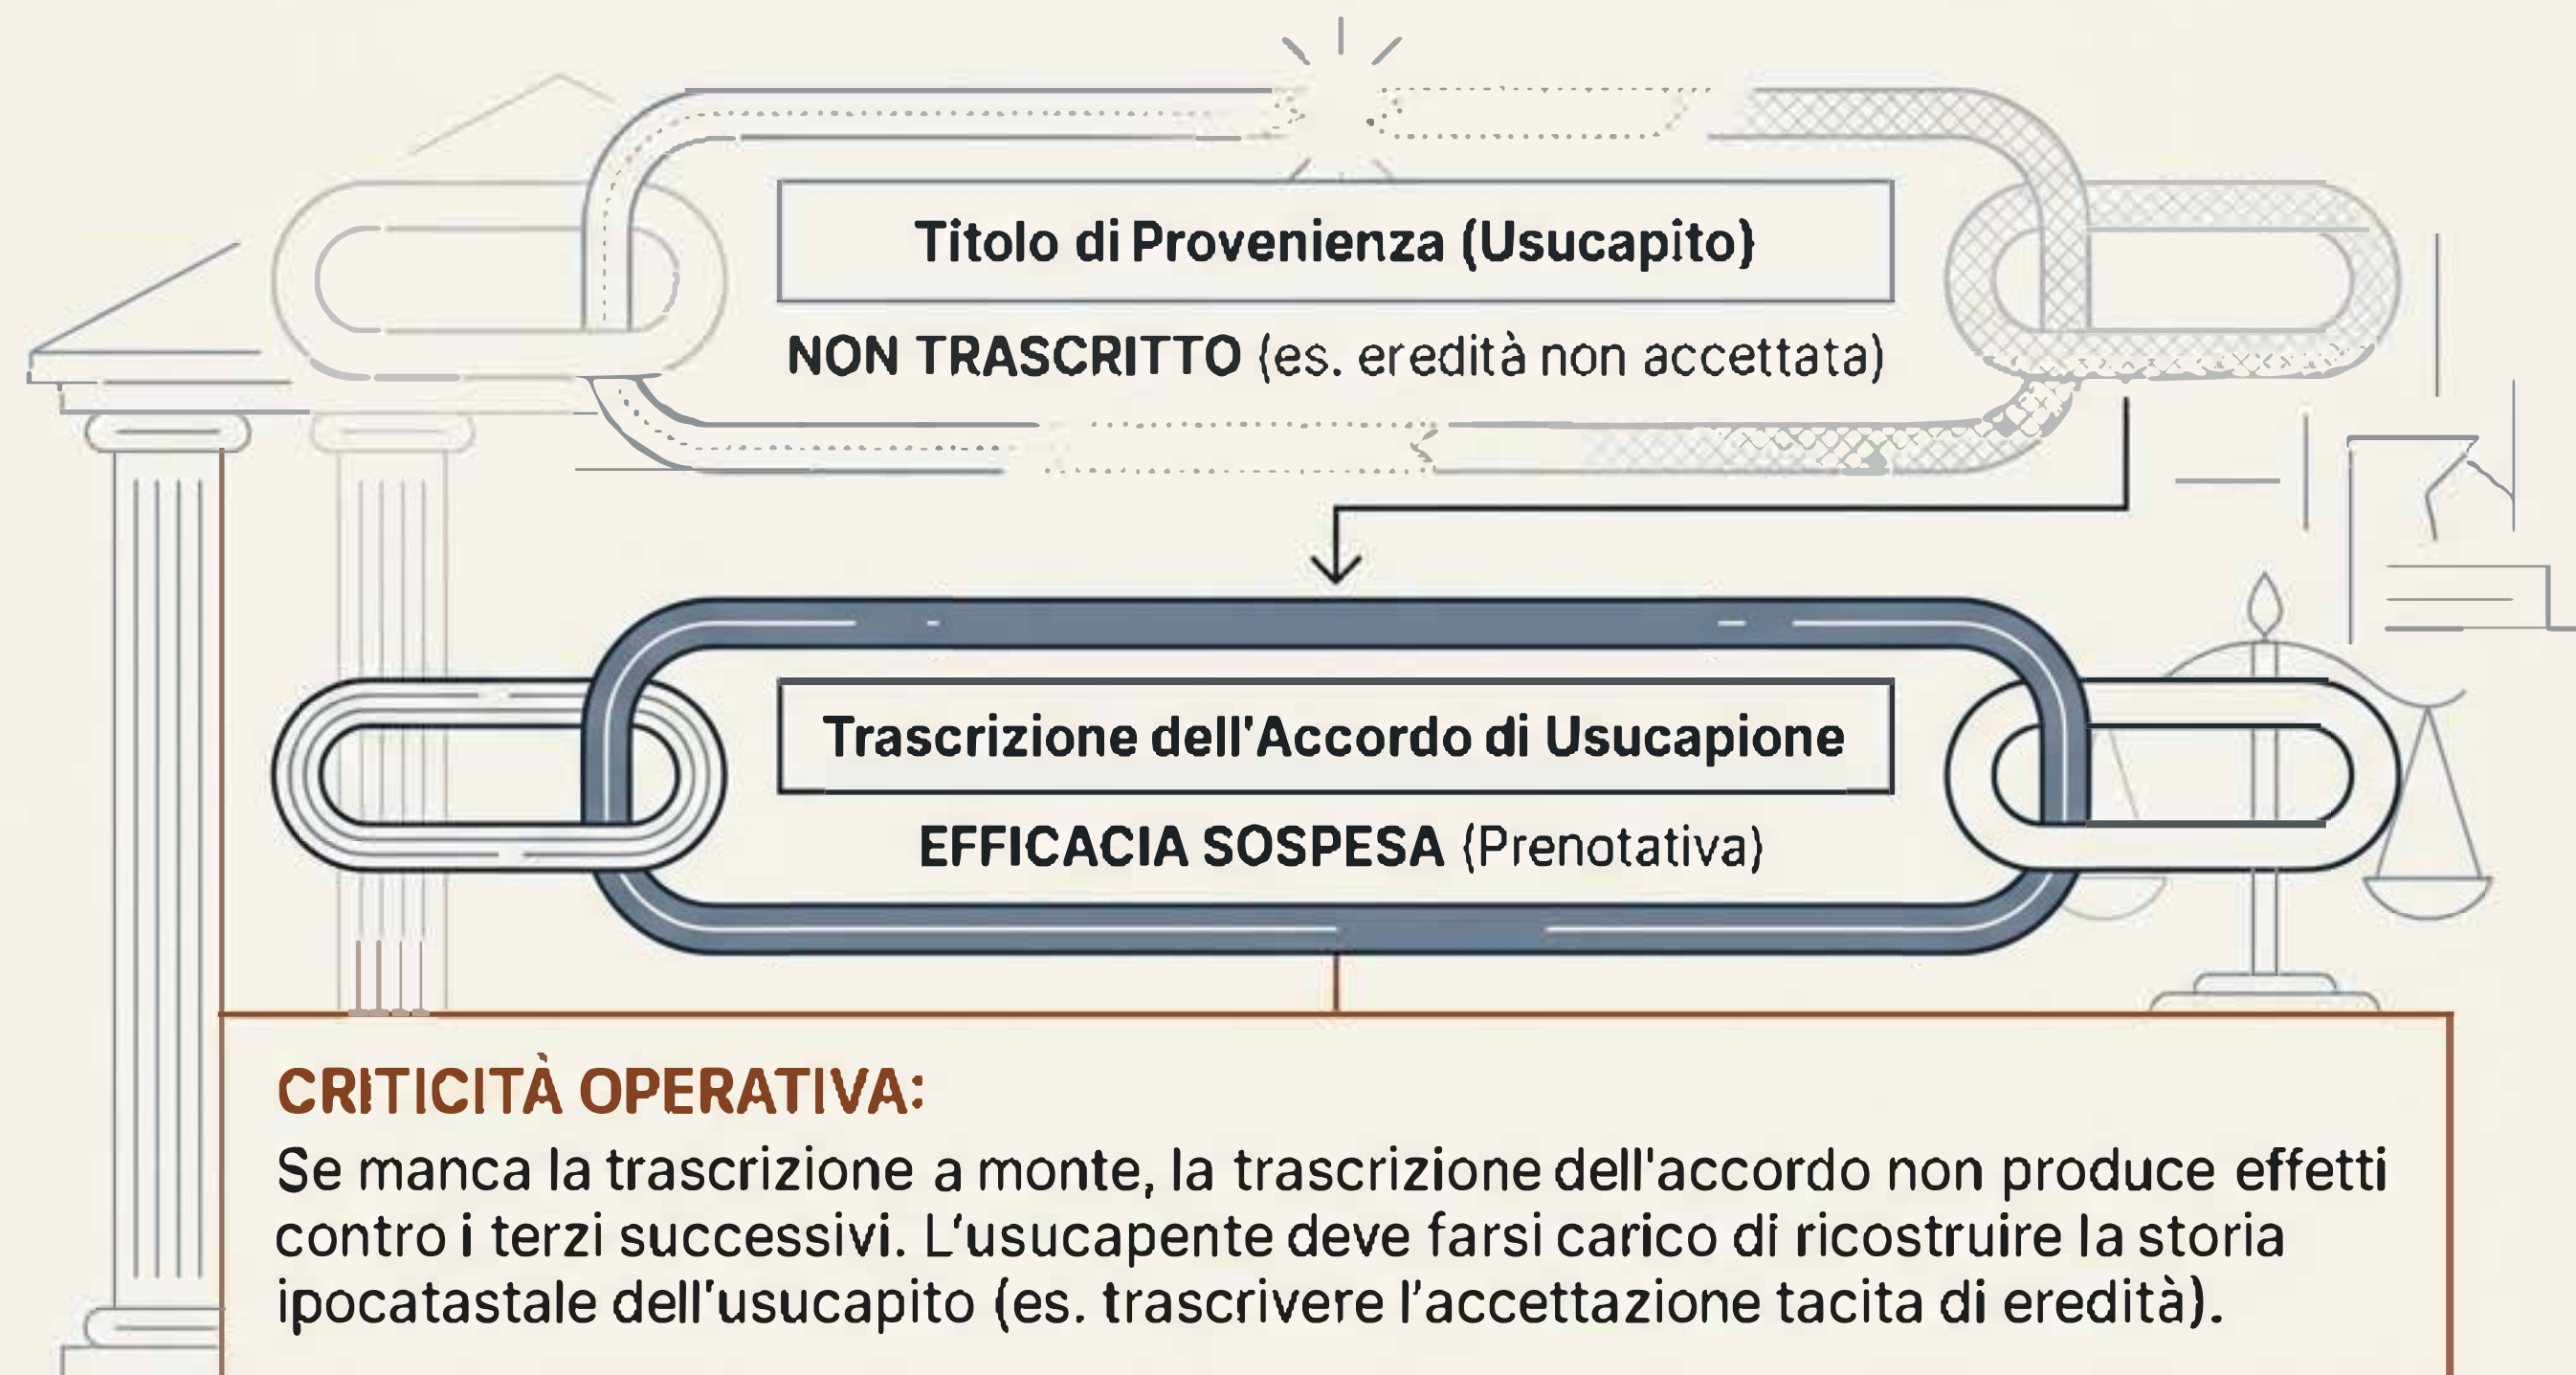 Titolo di Provenienza (Usucapito)
NON TRASCRITTO (es. eredità non accettata)
Trascrizione dell'Accordo di Usucapione
EFFICACIA SOSPESA (Prenotativa)
CRITICITÀ OPERATIVA:
Se manca la trascrizione a monte, la trascrizione dell'accordo non produce effetti
contro i terzi successivi. L'usucapente deve farsi carico di ricostruire la storia
ipocatastale dell'usucapito (es. trascrivere l'accettazione tacita di eredità).